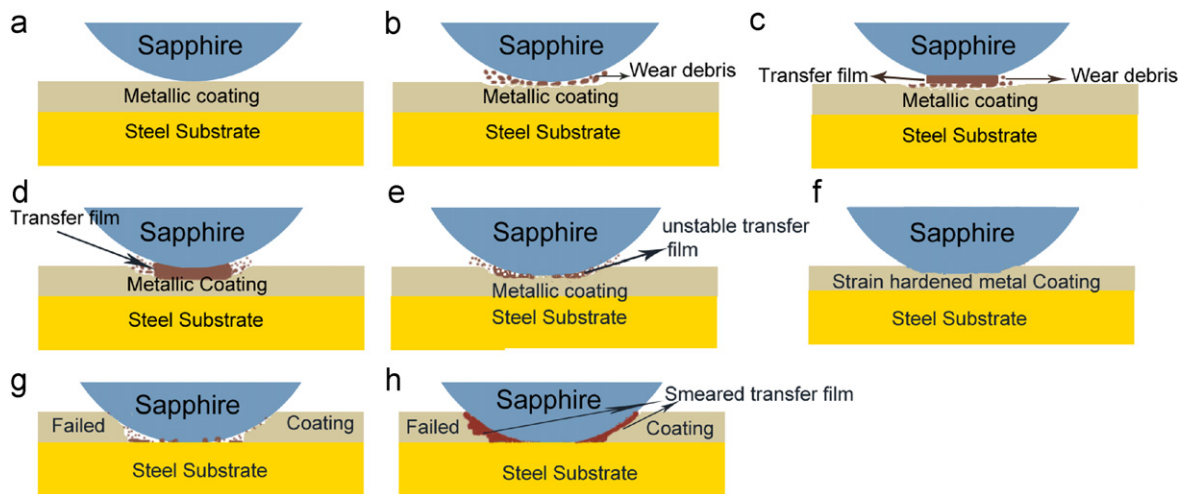 a
Sapphire
Metallic coating
Steel Substrate
b
Sapphire
Wear debris
Metallic coating
Steel Substrate
c
Sapphire
Transfer film
Wear debris
Metallic coating
Steel Substrate
d
Transfer film
Sapphire
Metallic Coating
Steel Substrate
e
Sapphire
unstable transfer
film
Metallic coating
Steel Substrate
f
Sapphire
Strain hardened metal Coating
Steel Substrate
g
Sapphire
Failed
Coating
Steel Substrate
h
Sapphire
Smeared transfer film
Failed
Coating
Steel Substrate